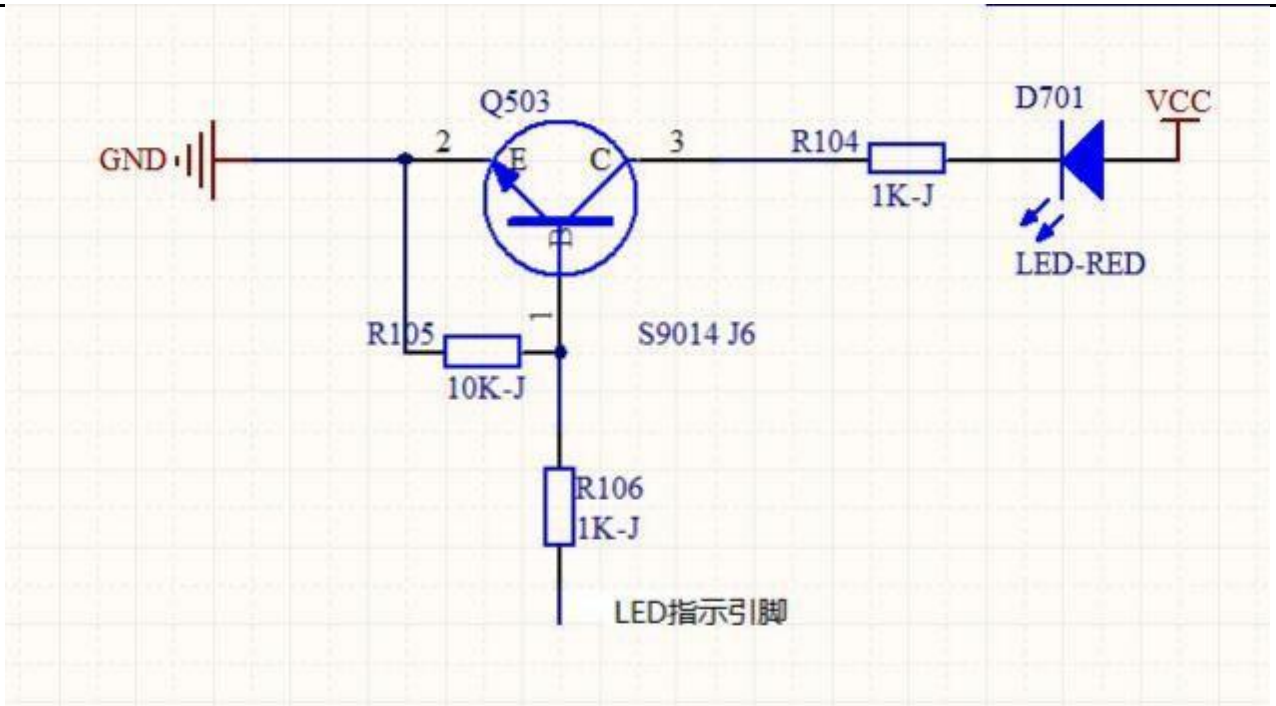 Q503
D701
VCC
GND
2
E
C
3
R104
1K-J
B
LED-RED
1
R105
S9014 J6
10K-J
R106
1K-J
LED指示引脚